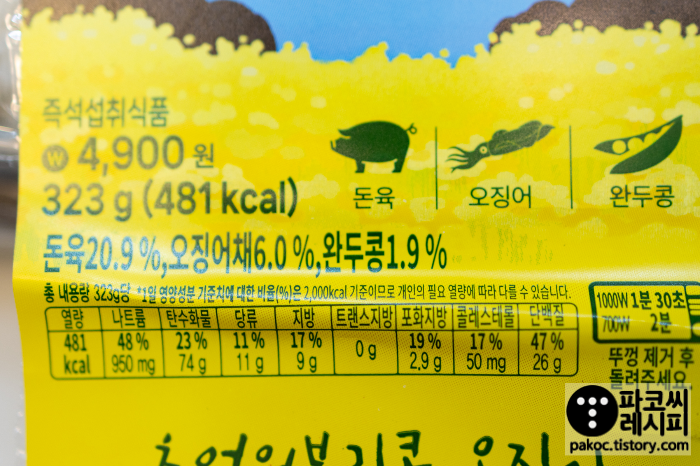 즉석섭취식품
₩ 4,900 원
323 g (481 kcal)
돈육 오징어 완두콩
돈육20.9 %,오징어채6.0 %,완두콩1.9 %
총 내용량 323g당 *1일 영양성분 기준치에 대한 비율(%)은 2,000kcal 기준이므로 개인의 필요 열량에 따라 다를 수 있습니다.
열량 나트륨 탄수화물 당류 지방 트랜스지방 포화지방 콜레스테롤 단백질
481 48 % 23 % 11 % 17 % 0 g 19 % 17 % 47 %
kcal 950 mg 74 g 11 g 9 g 2.9 g 50 mg 26 g
1000W 1분 30초
700W 2분
뚜껑 제거 후
돌려주세요.
추억의분리콩 오징
파코씨
레시피
pakoc.tistory.com